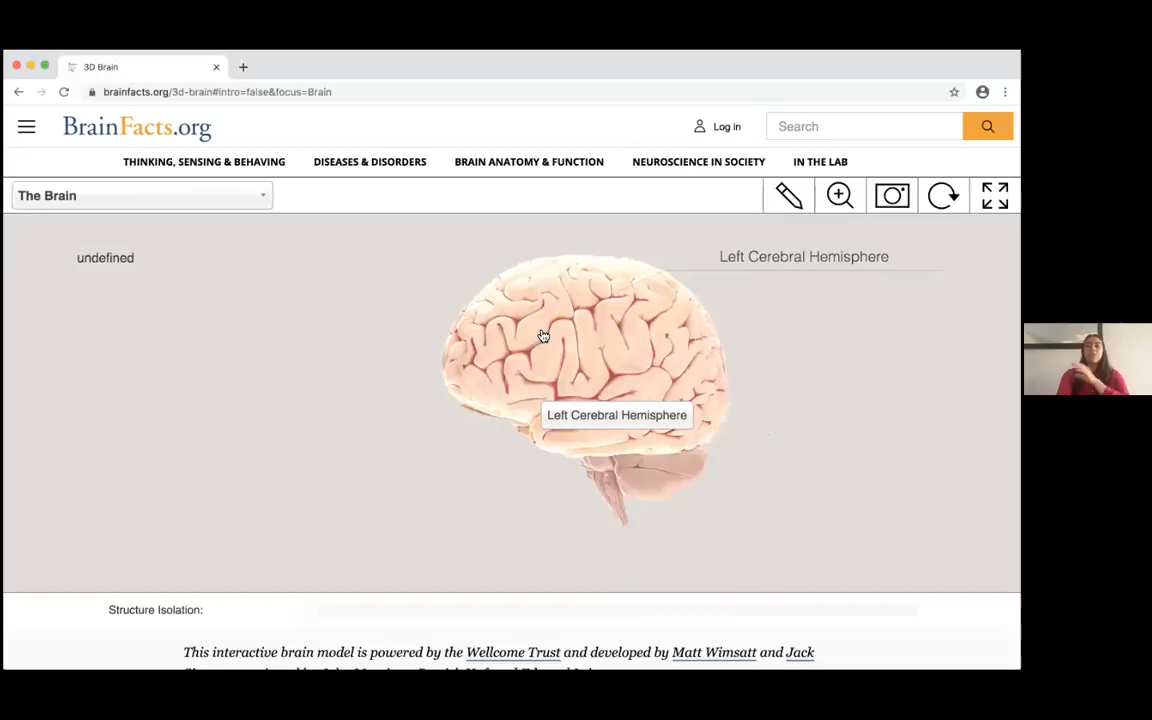 3D Brain
brainfacts.org/3d-brain#intro=false&focus=Brain
BrainFacts.org
Log in
Search
THINKING, SENSING & BEHAVING
DISEASES & DISORDERS
BRAIN ANATOMY & FUNCTION
NEUROSCIENCE IN SOCIETY
IN THE LAB
The Brain
undefined
Left Cerebral Hemisphere
Left Cerebral Hemisphere
Structure Isolation:
This interactive brain model is powered by the Wellcome Trust and developed by Matt Wimsatt and Jack